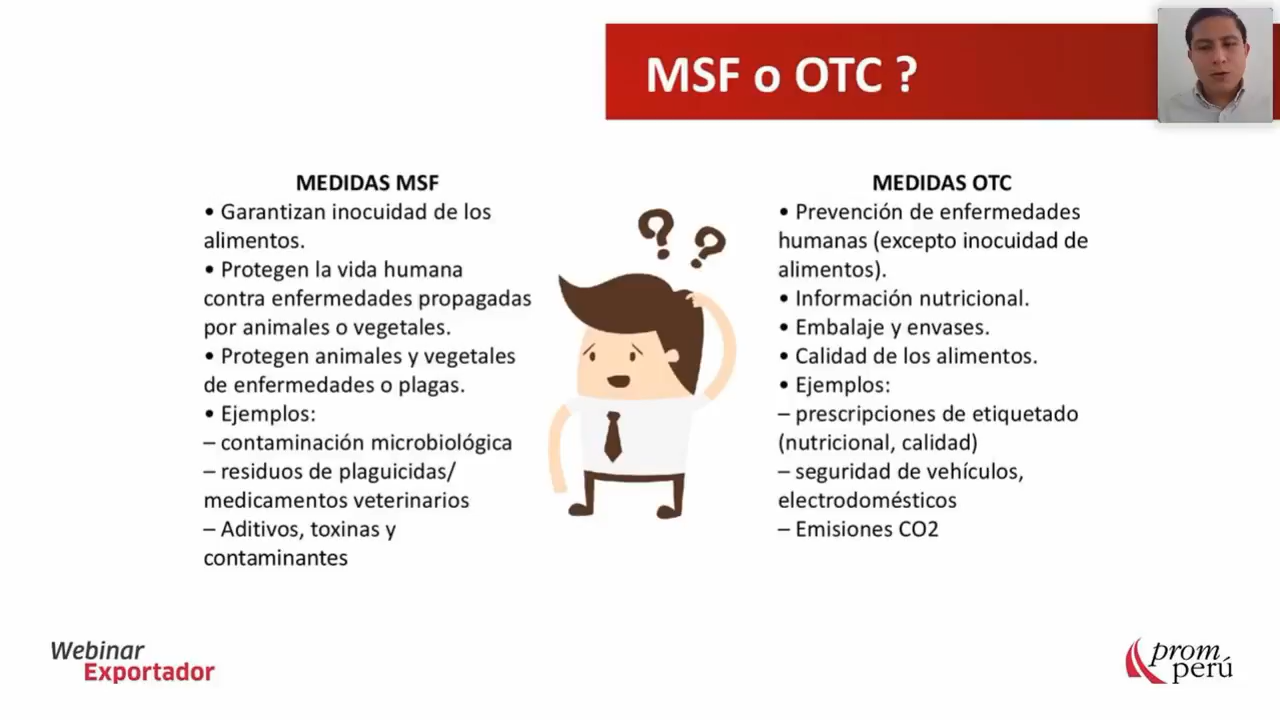 MSF o OTC ?
MEDIDAS MSF
• Garantizan inocuidad de los
alimentos.
• Protegen la vida humana
contra enfermedades propagadas
por animales o vegetales.
• Protegen animales y vegetales
de enfermedades o plagas.
• Ejemplos:
– contaminación microbiológica
– residuos de plaguicidas/
medicamentos veterinarios
– Aditivos, toxinas y
contaminantes
? ?
MEDIDAS OTC
• Prevención de enfermedades
humanas (excepto inocuidad de
alimentos).
• Información nutricional.
• Embalaje y envases.
• Calidad de los alimentos.
• Ejemplos:
– prescripciones de etiquetado
(nutricional, calidad)
– seguridad de vehículos,
electrodomésticos
– Emisiones CO2
Webinar
Exportador
prom
perú